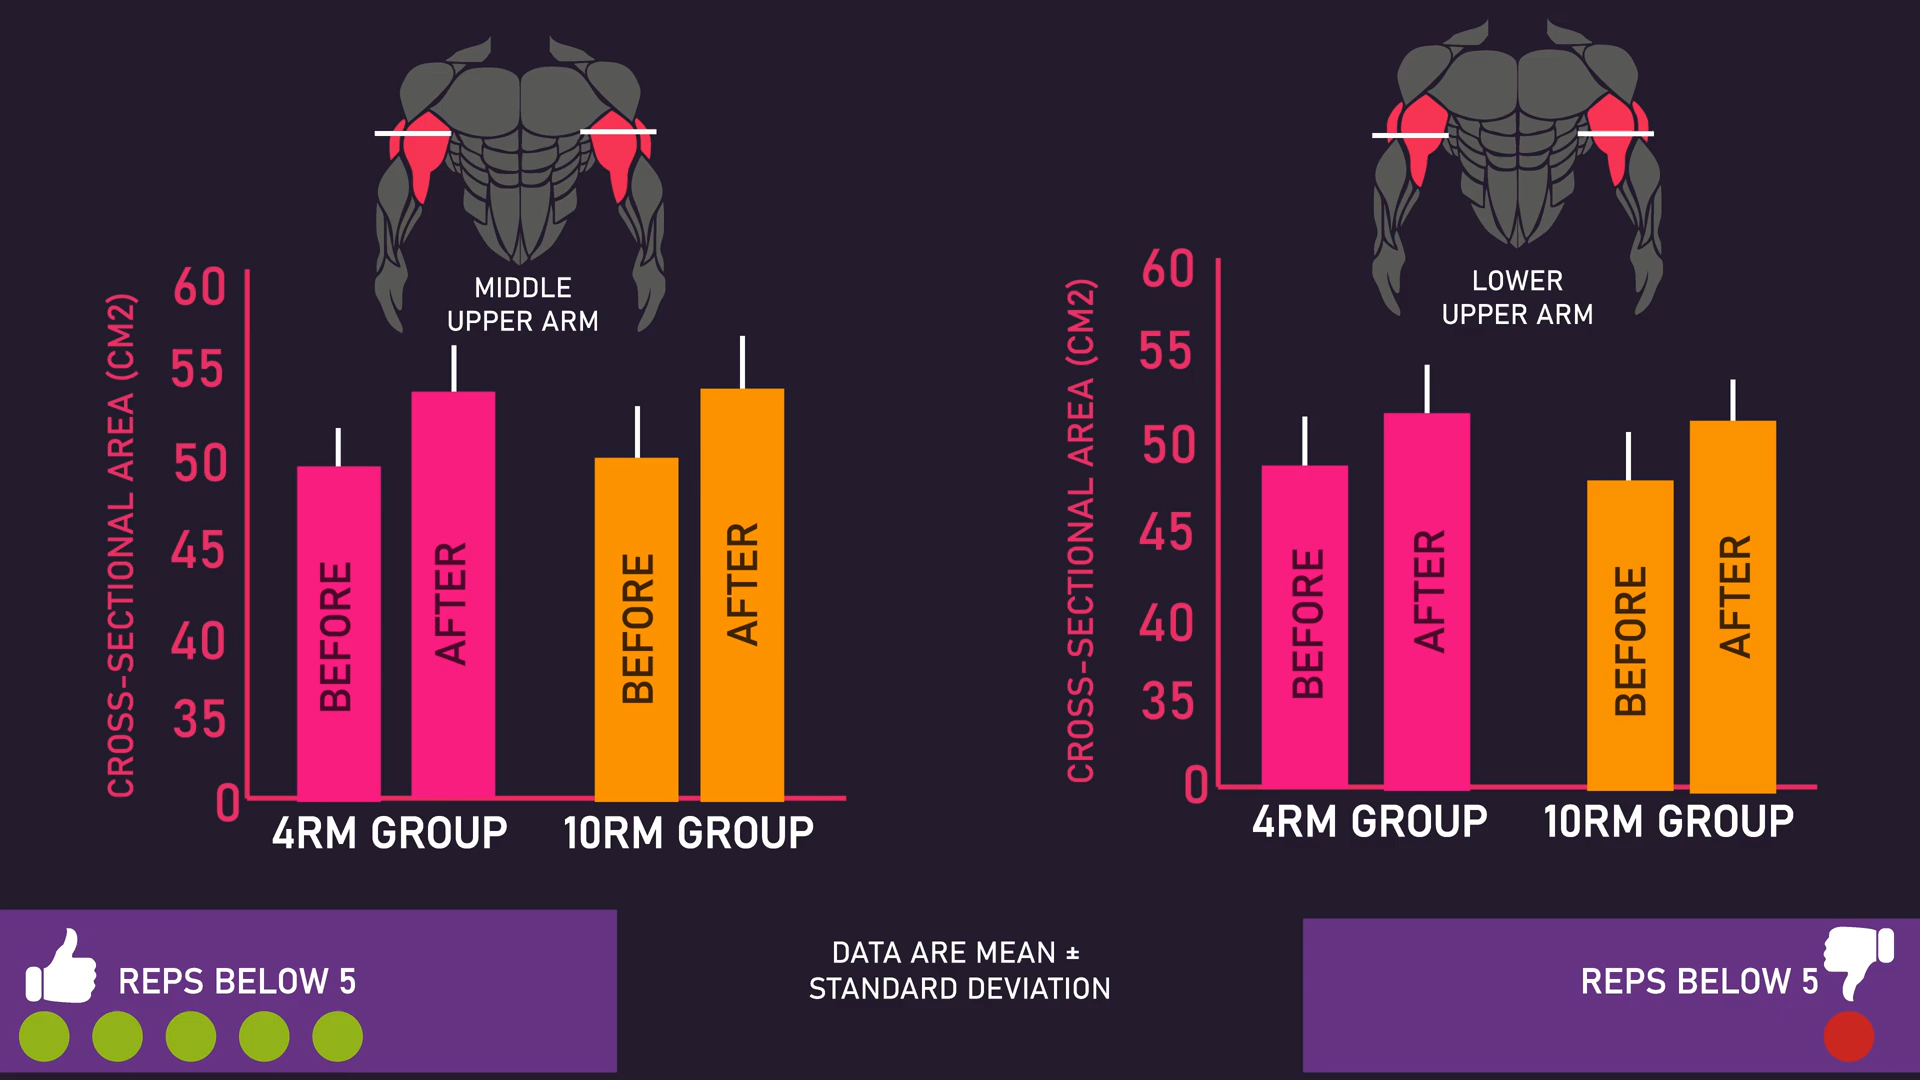 MIDDLE
UPPER ARM
CROSS-SECTIONAL AREA (CM2)
60
55
50
45
40
35
0
BEFORE
AFTER
BEFORE
AFTER
4RM GROUP
10RM GROUP
LOWER
UPPER ARM
CROSS-SECTIONAL AREA (CM2)
60
55
50
45
40
35
0
BEFORE
AFTER
BEFORE
AFTER
4RM GROUP
10RM GROUP
REPS BELOW 5
DATA ARE MEAN ±
STANDARD DEVIATION
REPS BELOW 5